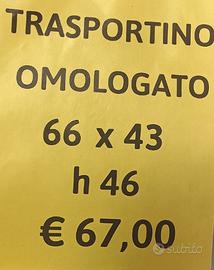 TRASPORTINO
OMOLOGATO
66 x 43
h 46
€ 67,00
subito